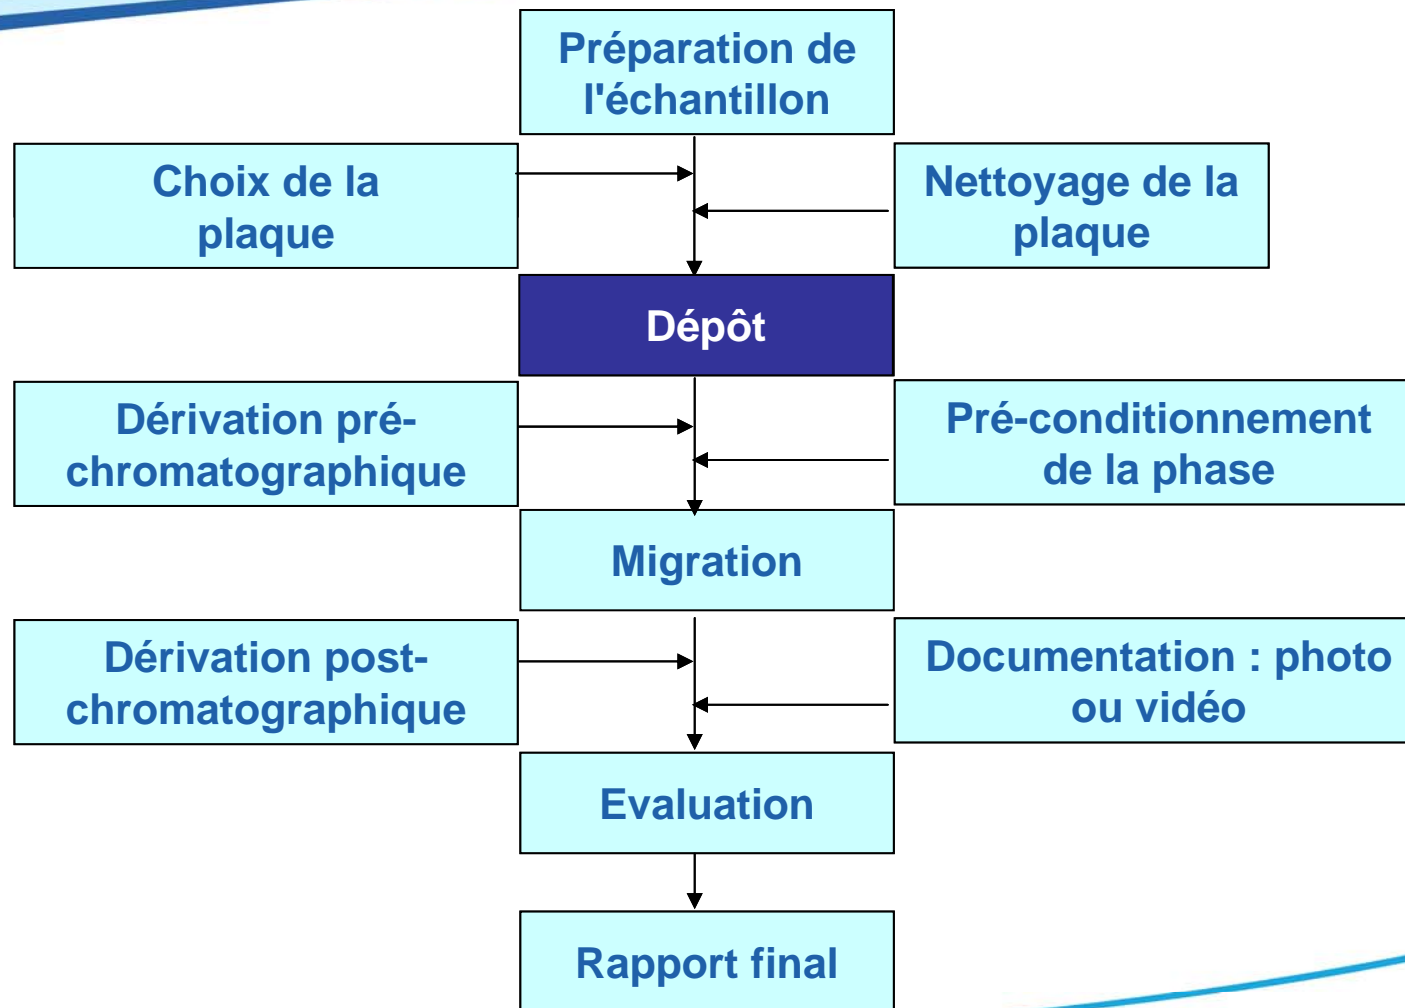 Préparation de
l'échantillon
Choix de la
plaque
Nettoyage de la
plaque
Dépôt
Dérivation pré-
chromatographique
Pré-conditionnement
de la phase
Migration
Dérivation post-
chromatographique
Documentation : photo
ou vidéo
Evaluation
Rapport final